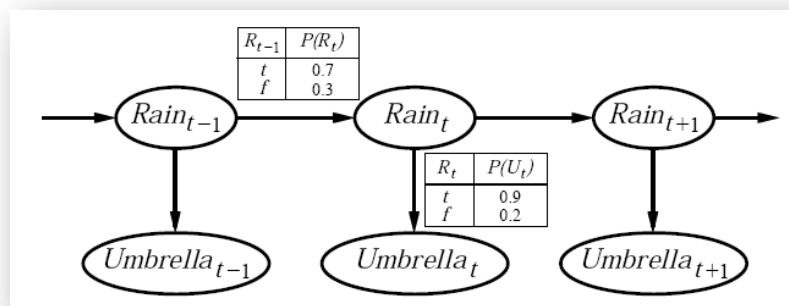 R_{t-1} P(R_t)
t 0.7
f 0.3
Rain_{t-1} Rain_t Rain_{t+1}
R_t P(U_t)
t 0.9
f 0.2
Umbrella_{t-1} Umbrella_t Umbrella_{t+1}